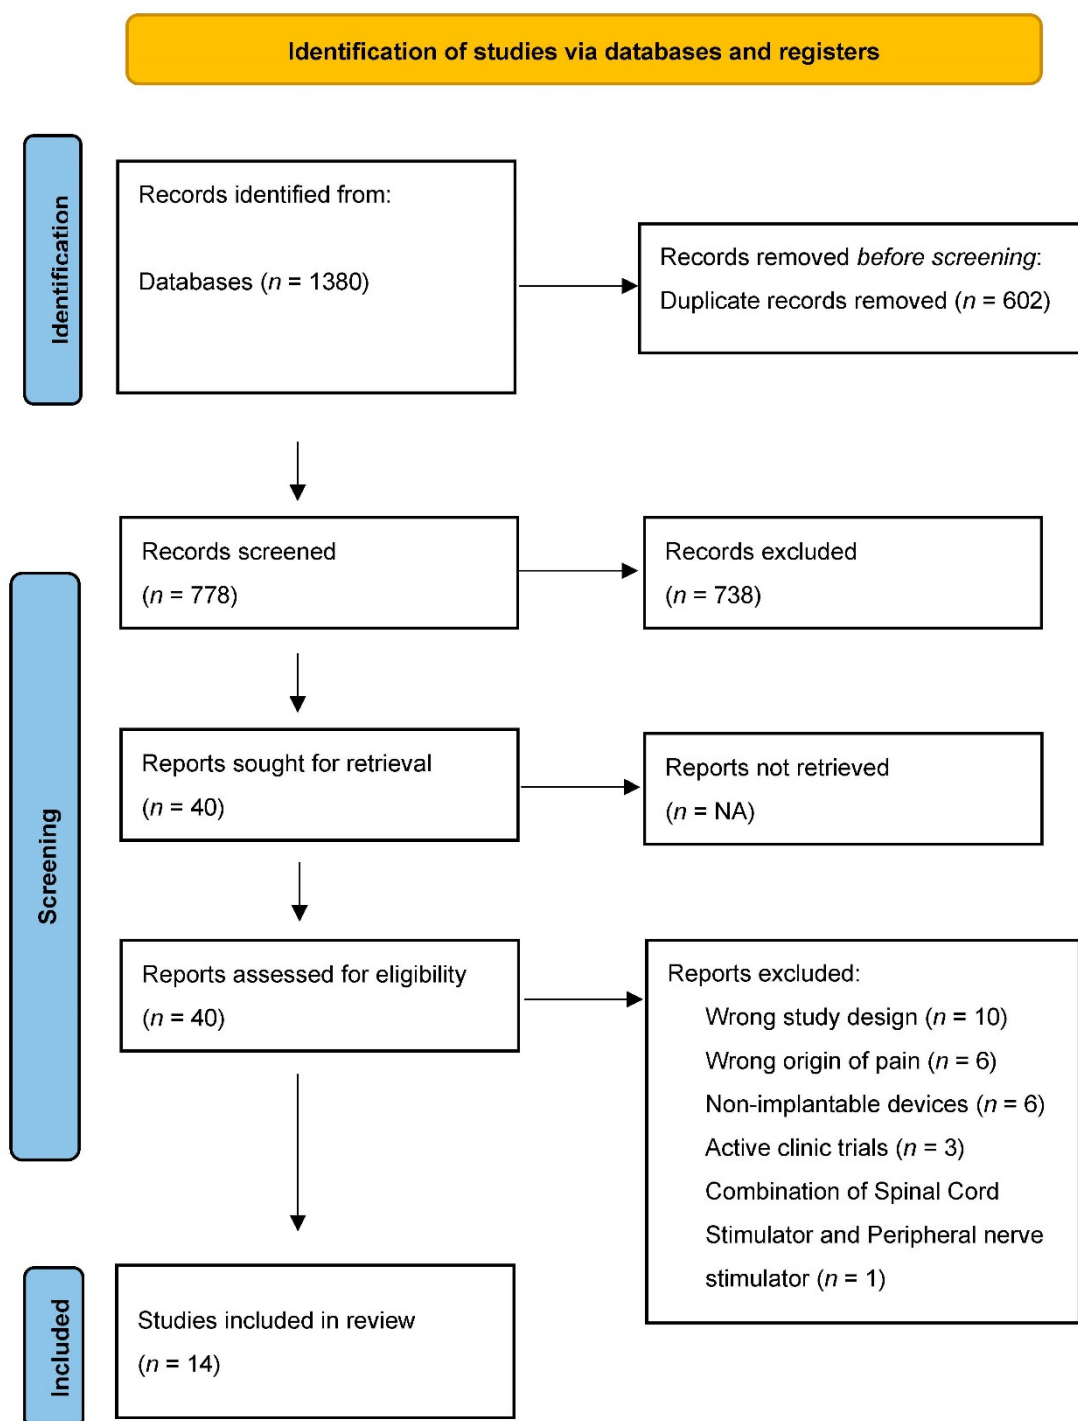 Identification of studies via databases and registers
Identification
Records identified from:
Databases (n = 1380)
Records removed before screening:
Duplicate records removed (n = 602)
Screening
Records screened
(n = 778)
Records excluded
(n = 738)
Reports sought for retrieval
(n = 40)
Reports not retrieved
(n = NA)
Reports assessed for eligibility
(n = 40)
Reports excluded:
Wrong study design (n = 10)
Wrong origin of pain (n = 6)
Non-implantable devices (n = 6)
Active clinic trials (n = 3)
Combination of Spinal Cord
Stimulator and Peripheral nerve
stimulator (n = 1)
Included
Studies included in review
(n = 14)